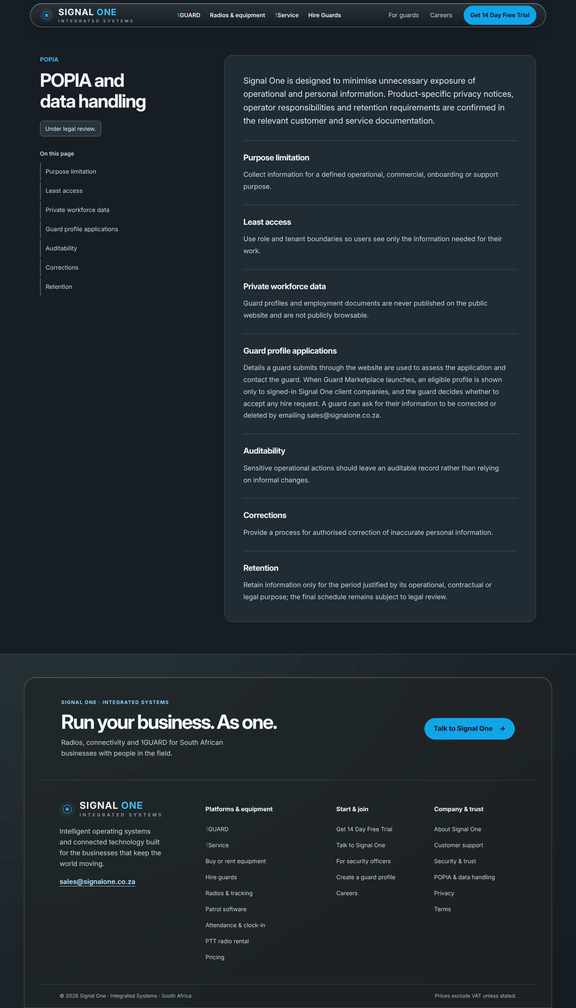 SIGNAL ONE
INTEGRATED SYSTEMS
1GUARD
Radios & equipment
1Service
Hire Guards
For guards
Careers
Get 14 Day Free Trial
POPIA
POPIA and
data handling
Under legal review.
On this page
Purpose limitation
Least access
Private workforce data
Guard profile applications
Auditability
Corrections
Retention
Signal One is designed to minimise unnecessary exposure of
operational and personal information. Product-specific privacy notices,
operator responsibilities and retention requirements are confirmed in
the relevant customer and service documentation.
Purpose limitation
Collect information for a defined operational, commercial, onboarding or support
purpose.
Least access
Use role and tenant boundaries so users see only the information needed for their
work.
Private workforce data
Guard profiles and employment documents are never published on the public
website and are not publicly browsable.
Guard profile applications
Details a guard submits through the website are used to assess the application and
contact the guard. When Guard Marketplace launches, an eligible profile is shown
only to signed-in Signal One client companies, and the guard decides whether to
accept any hire request. A guard can ask for their information to be corrected or
deleted by emailing sales@signalone.co.za.
Auditability
Sensitive operational actions should leave an auditable record rather than relying
on informal changes.
Corrections
Provide a process for authorised correction of inaccurate personal information.
Retention
Retain information only for the period justified by its operational, contractual or
legal purpose; the final schedule remains subject to legal review.
SIGNAL ONE · INTEGRATED SYSTEMS
Run your business. As one.
Radios, connectivity and 1GUARD for South African
businesses with people in the field.
Talk to Signal One →
SIGNAL ONE
INTEGRATED SYSTEMS
Intelligent operating systems
and connected technology built
for the businesses that keep the
world moving.
sales@signalone.co.za
Platforms & equipment
1GUARD
1Service
Buy or rent equipment
Hire guards
Radios & tracking
Patrol software
Attendance & clock-in
PTT radio rental
Pricing
Start & join
Get 14 Day Free Trial
Talk to Signal One
For security officers
Create a guard profile
Careers
Company & trust
About Signal One
Customer support
Security & trust
POPIA & data handling
Privacy
Terms
© 2026 Signal One · Integrated Systems · South Africa
Prices exclude VAT unless stated.